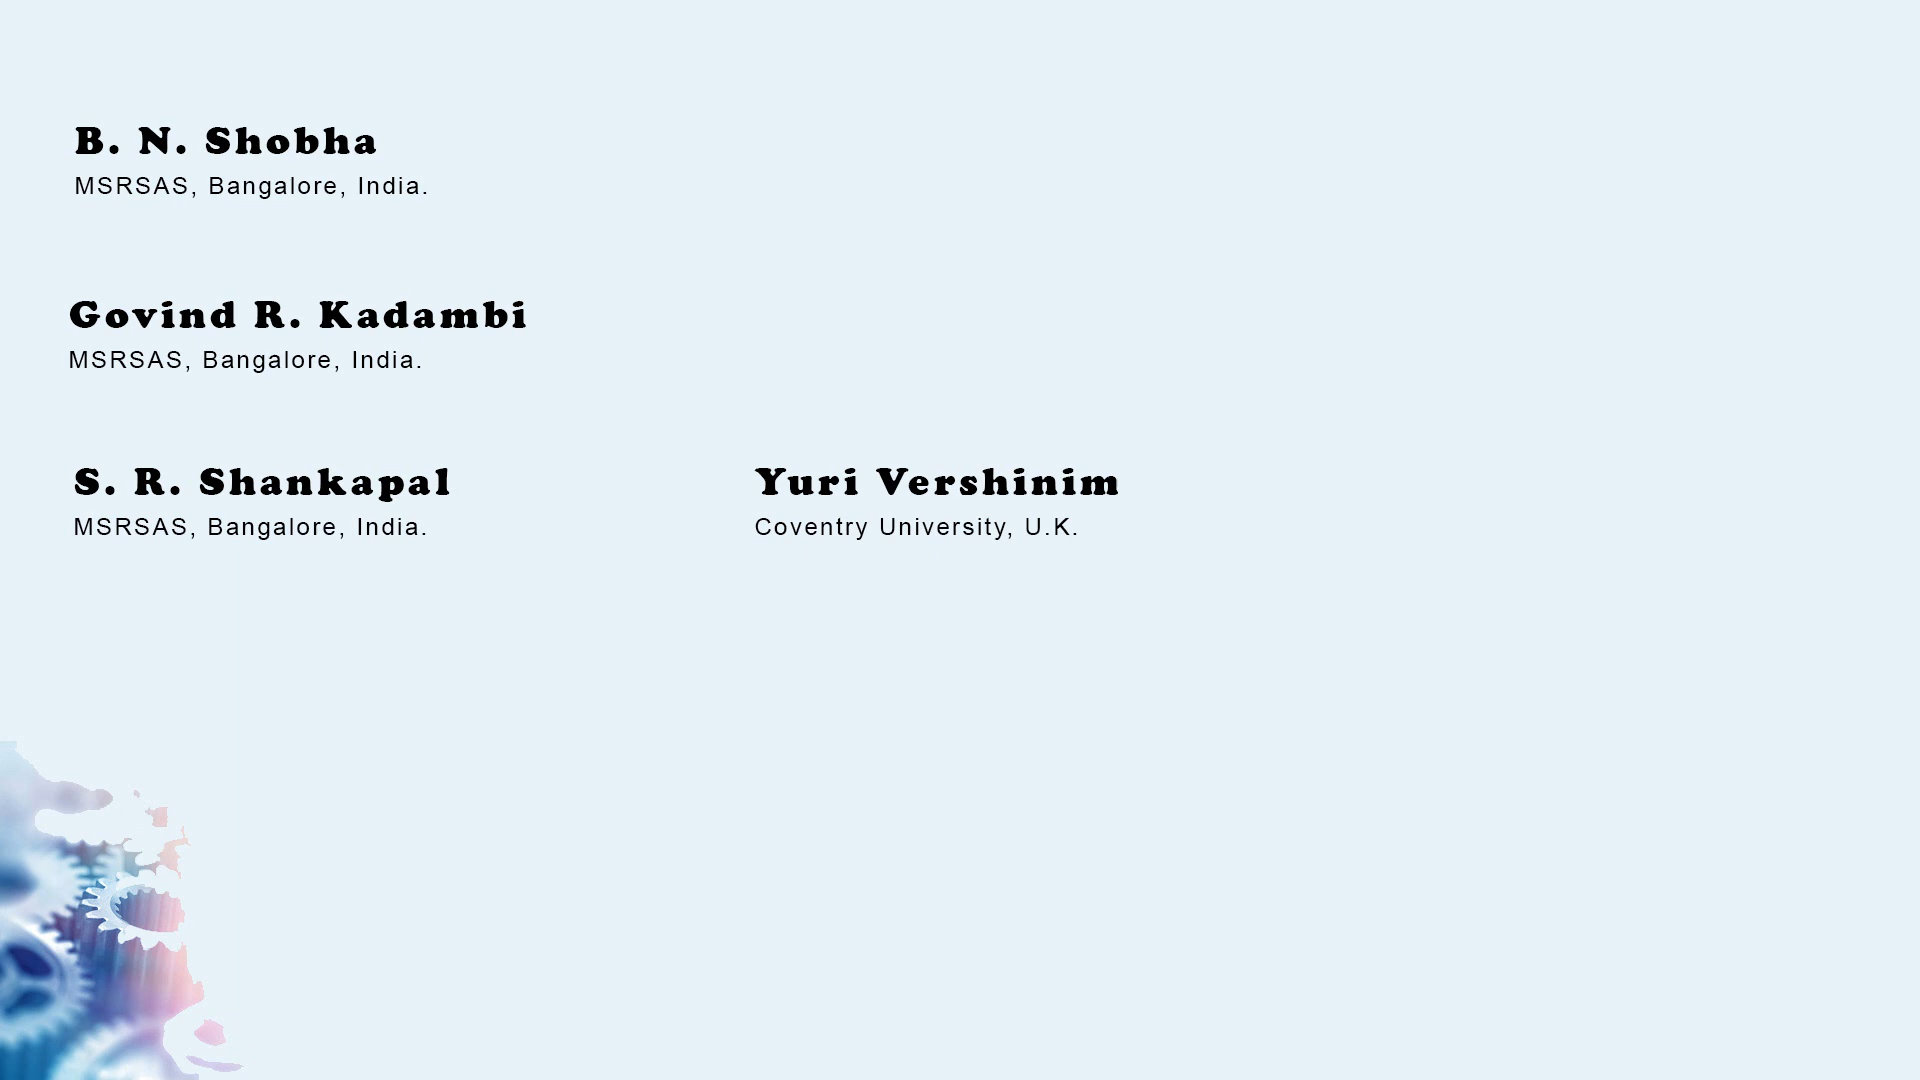 B. N. Shobha
MSRSAS, Bangalore, India.
Govind R. Kadambi
MSRSAS, Bangalore, India.
S. R. Shankapal
MSRSAS, Bangalore, India.
Yuri Vershinim
Coventry University, U.K.